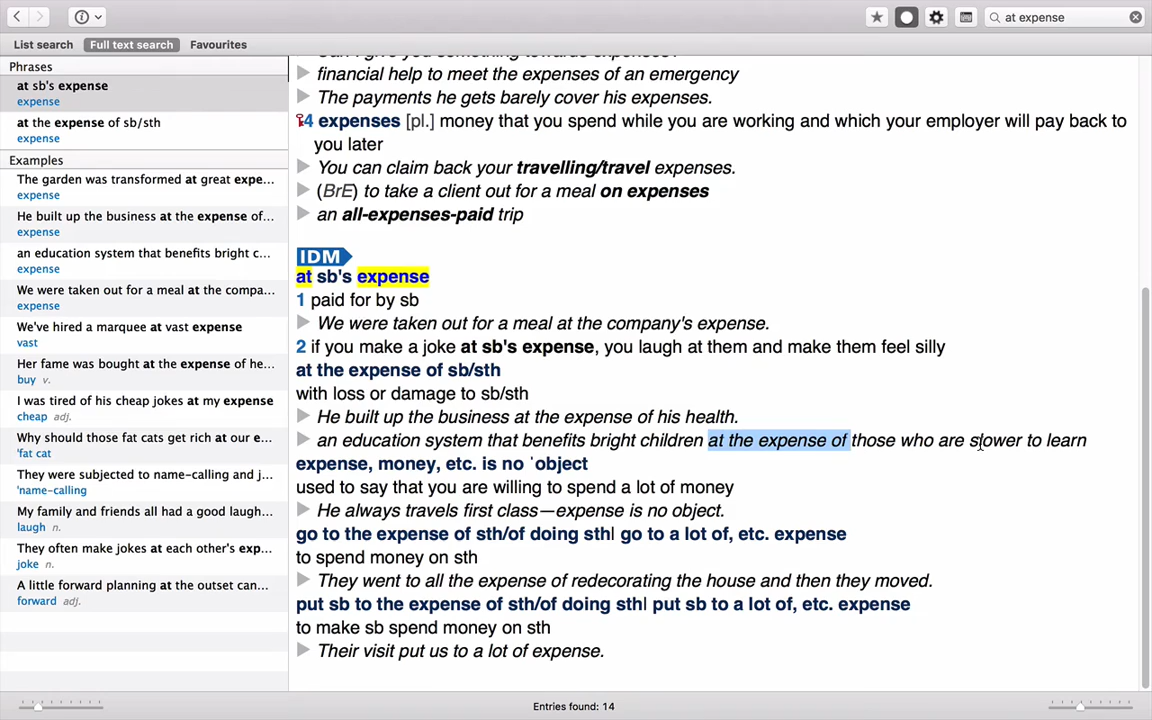 at expense
List search
Full text search
Favourites
Phrases
at sb's expense
expense
at the expense of sb/sth
expense
Examples
The garden was transformed at great expe...
expense
He built up the business at the expense of...
expense
an education system that benefits bright c...
expense
We were taken out for a meal at the compa...
expense
We've hired a marquee at vast expense
vast
Her fame was bought at the expense of he...
buy v.
I was tired of his cheap jokes at my expense
cheap adj.
Why should those fat cats get rich at our e...
ˈfat cat
They were subjected to name-calling and j...
ˈname-calling
My family and friends all had a good laugh...
laugh n.
They often make jokes at each other's exp...
joke n.
A little forward planning at the outset can...
forward adj.
Can I give you something towards expenses?
financial help to meet the expenses of an emergency
The payments he gets barely cover his expenses.
4 expenses [pl.] money that you spend while you are working and which your employer will pay back to
you later
You can claim back your travelling/travel expenses.
(BrE) to take a client out for a meal on expenses
an all-expenses-paid trip
IDM
at sb's expense
1 paid for by sb
We were taken out for a meal at the company's expense.
2 if you make a joke at sb's expense, you laugh at them and make them feel silly
at the expense of sb/sth
with loss or damage to sb/sth
He built up the business at the expense of his health.
an education system that benefits bright children at the expense of those who are slower to learn
expense, money, etc. is no ˈobject
used to say that you are willing to spend a lot of money
He always travels first class—expense is no object.
go to the expense of sth/of doing sth| go to a lot of, etc. expense
to spend money on sth
They went to all the expense of redecorating the house and then they moved.
put sb to the expense of sth/of doing sth| put sb to a lot of, etc. expense
to make sb spend money on sth
Their visit put us to a lot of expense.
Entries found: 14